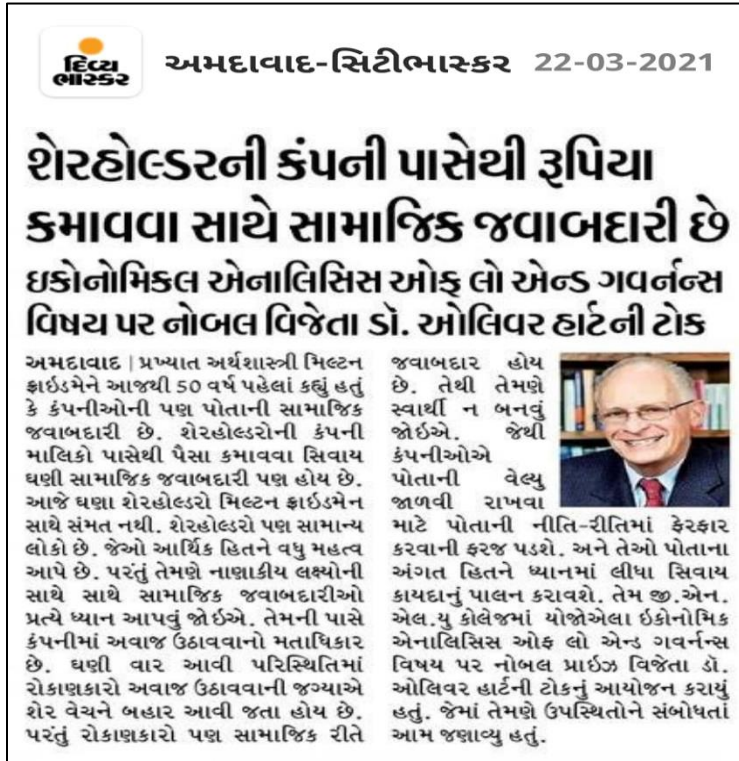 દિવ્ય
ભાસ્કર
અમદાવાદ-સિટીભાસ્કર 22-03-2021
શેરહોલ્ડરની કંપની પાસેથી રૂપિયા
કમાવવા સાથે સામાજિક જવાબદારી છે
ઇકોનોમિકલ એનાલિસિસ ઓફ લો એન્ડ ગવર્નન્સ
વિષય પર નોબલ વિજેતા ડૉ. ઓલિવર હાર્ટની ટોક
અમદાવાદ | પ્રખ્યાત અર્થશાસ્ત્રી મિલ્ટન
ફ્રાઇડમેને આજથી 50 વર્ષ પહેલાં કહ્યું હતું
કે કંપનીઓની પણ પોતાની સામાજિક
જવાબદારી છે. શેરહોલ્ડરોની કંપની
માલિકો પાસેથી પૈસા કમાવવા સિવાય
ઘણી સામાજિક જવાબદારી પણ હોય છે.
આજે ઘણા શેરહોલ્ડરો મિલ્ટન ફ્રાઇડમેન
સાથે સંમત નથી. શેરહોલ્ડરો પણ સામાન્ય
લોકો છે. જેઓ આર્થિક હિતને વધુ મહત્વ
આપે છે. પરંતુ તેમણે નાણાકીય લક્ષ્યોની
સાથે સાથે સામાજિક જવાબદારીઓ
પ્રત્યે ધ્યાન આપવું જોઇએ. તેમની પાસે
કંપનીમાં અવાજ ઉઠાવવાનો મતાધિકાર
છે. ઘણી વાર આવી પરિસ્થિતિમાં
રોકાણકારો અવાજ ઉઠાવવાની જગ્યાએ
શેર વેચને બહાર આવી જતા હોય છે.
પરંતુ રોકાણકારો પણ સામાજિક રીતે
જવાબદાર હોય
છે. તેથી તેમણે
સ્વાર્થી ન બનવું
જોઇએ. જેથી
કંપનીઓએ
પોતાની વેલ્યુ
જાળવી રાખવા
માટે પોતાની નીતિ-રીતિમાં ફેરફાર
કરવાની ફરજ પડશે. અને તેઓ પોતાના
અંગત હિતને ધ્યાનમાં લીધા સિવાય
કાયદાનું પાલન કરાવશે. તેમ જી.એન.
એલ.યુ કોલેજમાં યોજાએલા ઇકોનોમિક
એનાલિસિસ ઓફ લો એન્ડ ગવર્નન્સ
વિષય પર નોબલ પ્રાઇઝ વિજેતા ડૉ.
ઓલિવર હાર્ટની ટોકનું આયોજન કરાયું
હતું. જેમાં તેમણે ઉપસ્થિતોને સંબોધતાં
આમ જણાવ્યુ હતું.